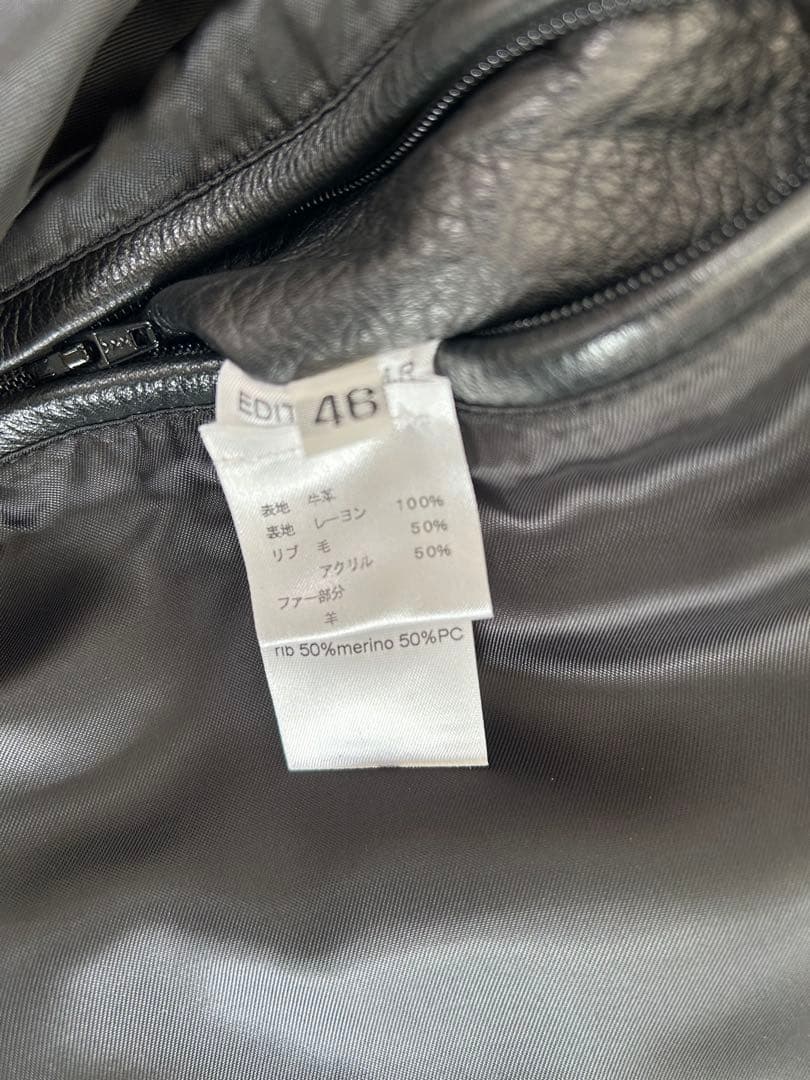 EDIT
46
表地 牛革 100%
裏地 レーヨン 50%
リブ 毛 50%
アクリル
ファー部分
羊
rib 50%merino 50%PC